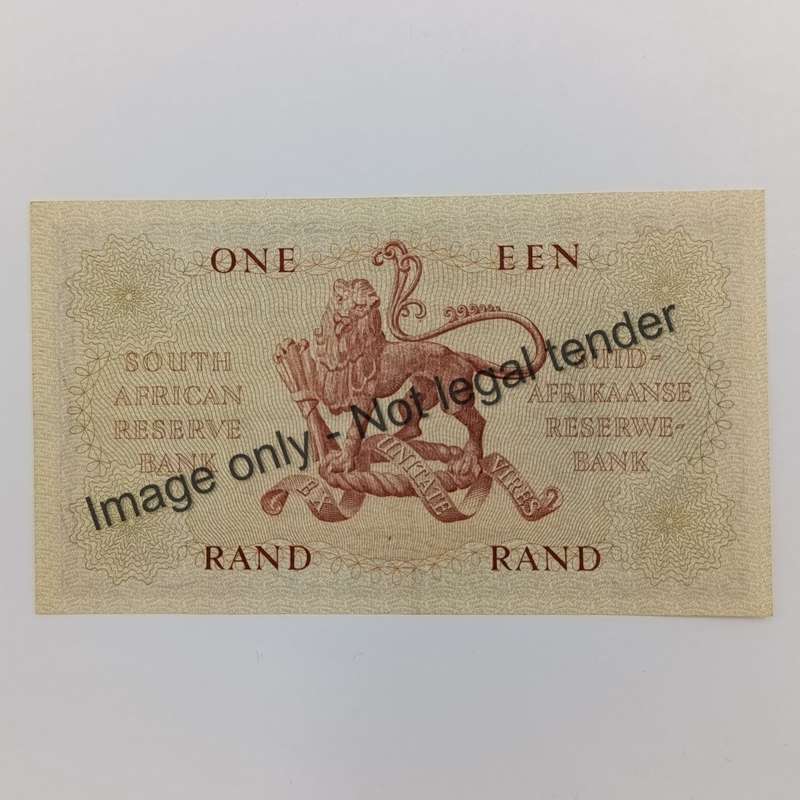 ONE EEN
SOUTH
AFRICAN
RESERVE
BANK
SUID-
AFRIKAANSE
RESERWE-
BANK
EX UNITATE VIRES
RAND RAND
Image only - Not legal tender